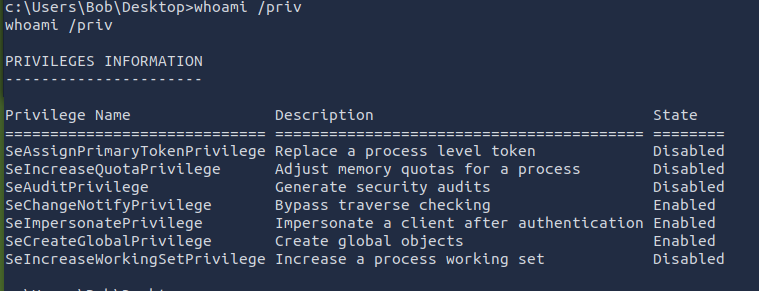 c:\Users\Bob\Desktop>whoami /priv
whoami /priv
PRIVILEGES INFORMATION
----------------------
Privilege Name                Description                               State
============================= ========================================= ========
SeAssignPrimaryTokenPrivilege Replace a process level token             Disabled
SeIncreaseQuotaPrivilege      Adjust memory quotas for a process        Disabled
SeAuditPrivilege              Generate security audits                  Disabled
SeChangeNotifyPrivilege       Bypass traverse checking                  Enabled
SeImpersonatePrivilege        Impersonate a client after authentication Enabled
SeCreateGlobalPrivilege       Create global objects                     Enabled
SeIncreaseWorkingSetPrivilege Increase a process working set            Disabled